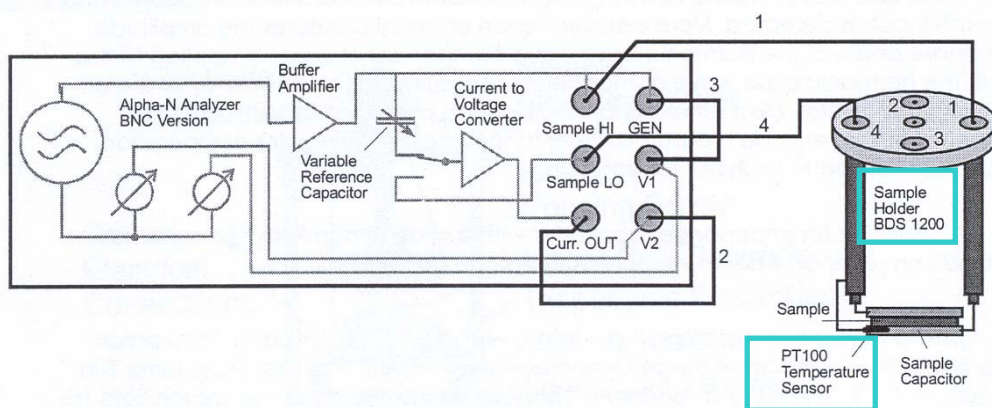 1
Buffer
Amplifier
Alpha-N Analyzer
BNC Version
Current to
Voltage
Converter
Variable
Reference
Capacitor
Sample HI
GEN
3
4
Sample LO
V1
Curr. OUT
V2
2
2
1
4
3
Sample
Holder
BDS 1200
Sample
PT100
Temperature
Sensor
Sample
Capacitor